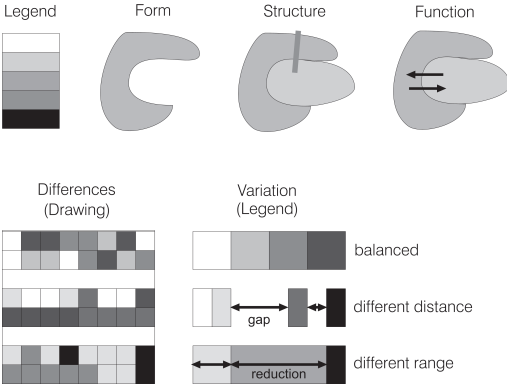 Legend
Form
Structure
Function
Differences
(Drawing)
Variation
(Legend)
balanced
different distance
gap
different range
reduction